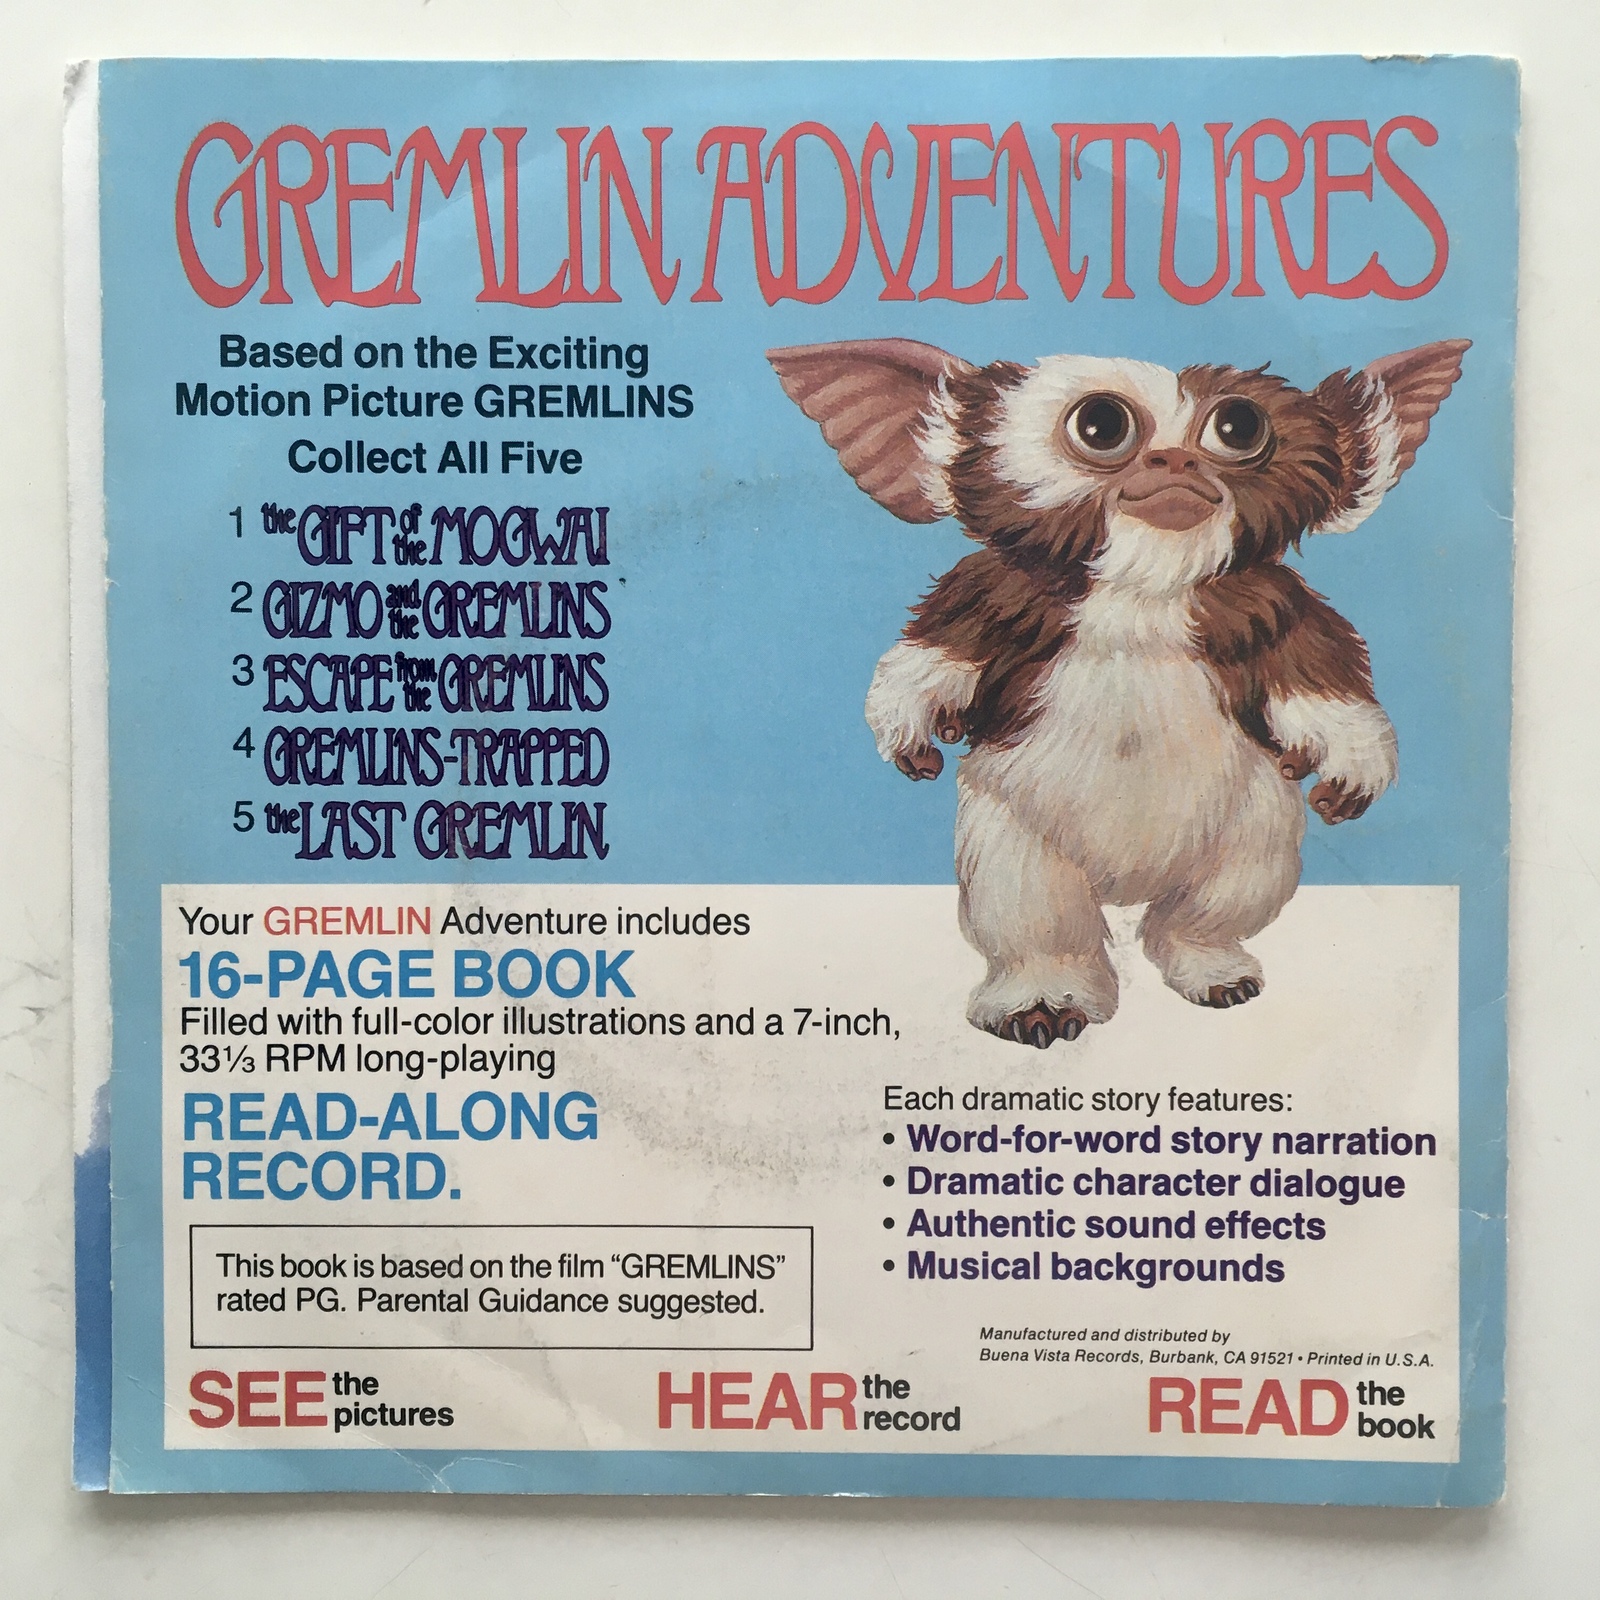 GREMLIN ADVENTURES
Based on the Exciting
Motion Picture GREMLINS
Collect All Five
1 the GIFT of the MOGWAI
2 GIZMO and the GREMLINS
3 ESCAPE from the GREMLINS
4 GREMLINS-TRAPPED
5 the LAST GREMLIN
Your GREMLIN Adventure includes
16-PAGE BOOK
Filled with full-color illustrations and a 7-inch,
33⅓ RPM long-playing
READ-ALONG
RECORD.
This book is based on the film “GREMLINS”
rated PG. Parental Guidance suggested.
Each dramatic story features:
• Word-for-word story narration
• Dramatic character dialogue
• Authentic sound effects
• Musical backgrounds
Manufactured and distributed by
Buena Vista Records, Burbank, CA 91521 • Printed in U.S.A.
SEE the pictures
HEAR the record
READ the book